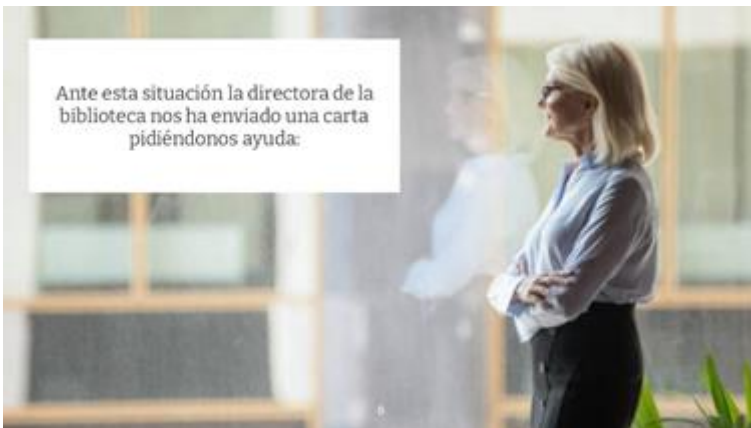 Ante esta situación la directora de la
biblioteca nos ha enviado una carta
pidiéndonos ayuda: